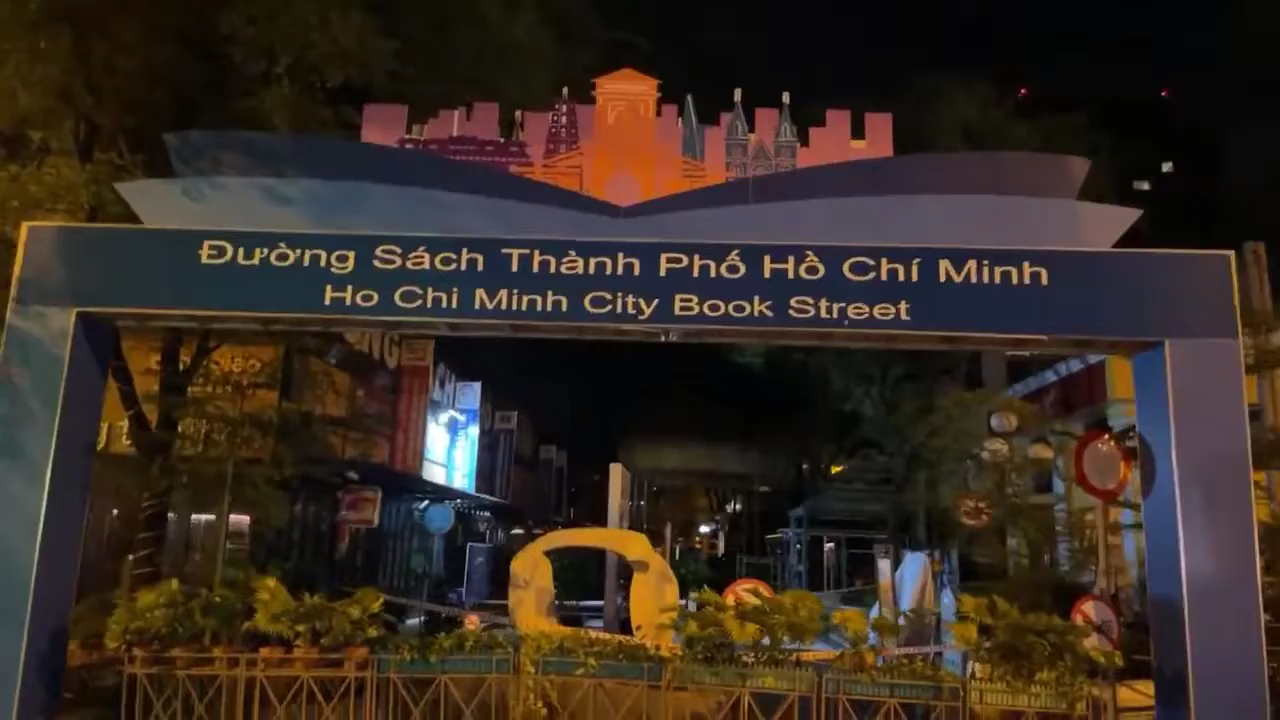 Đường Sách Thành Phố Hồ Chí Minh
Ho Chi Minh City Book Street